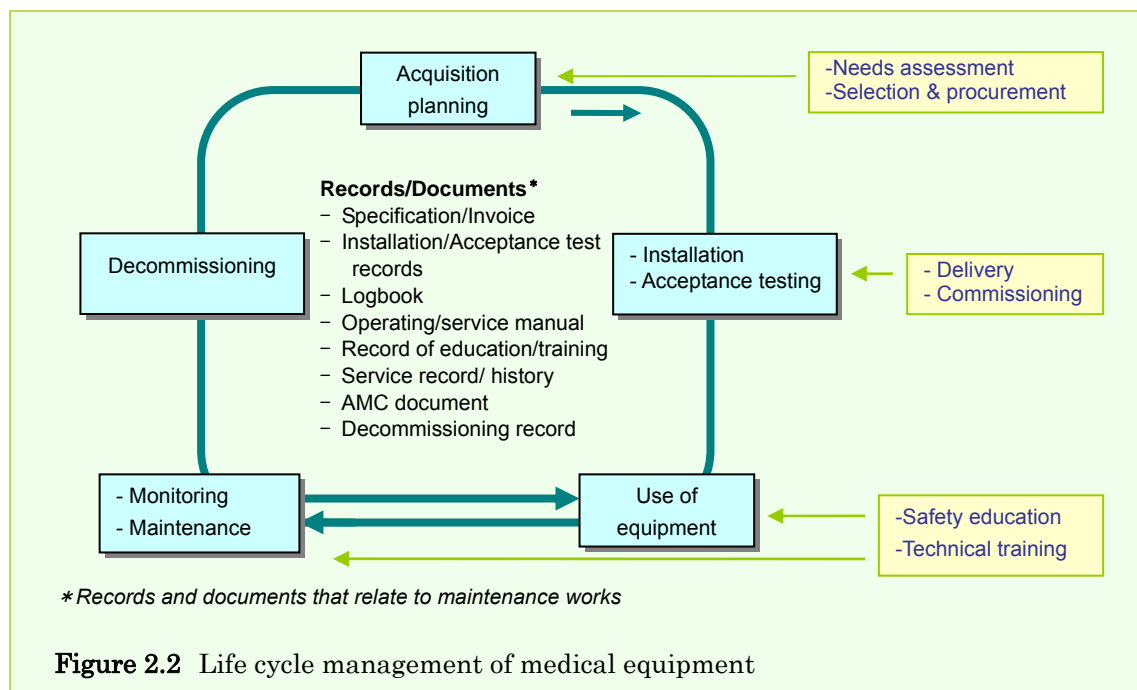 Acquisition
planning
-Needs assessment
-Selection & procurement
Records/Documents*
− Specification/Invoice
− Installation/Acceptance test
records
− Logbook
− Operating/service manual
− Record of education/training
− Service record/ history
− AMC document
− Decommissioning record
Decommissioning
- Installation
- Acceptance testing
- Delivery
- Commissioning
- Monitoring
- Maintenance
Use of
equipment
-Safety education
-Technical training
* Records and documents that relate to maintenance works
Figure 2.2 Life cycle management of medical equipment